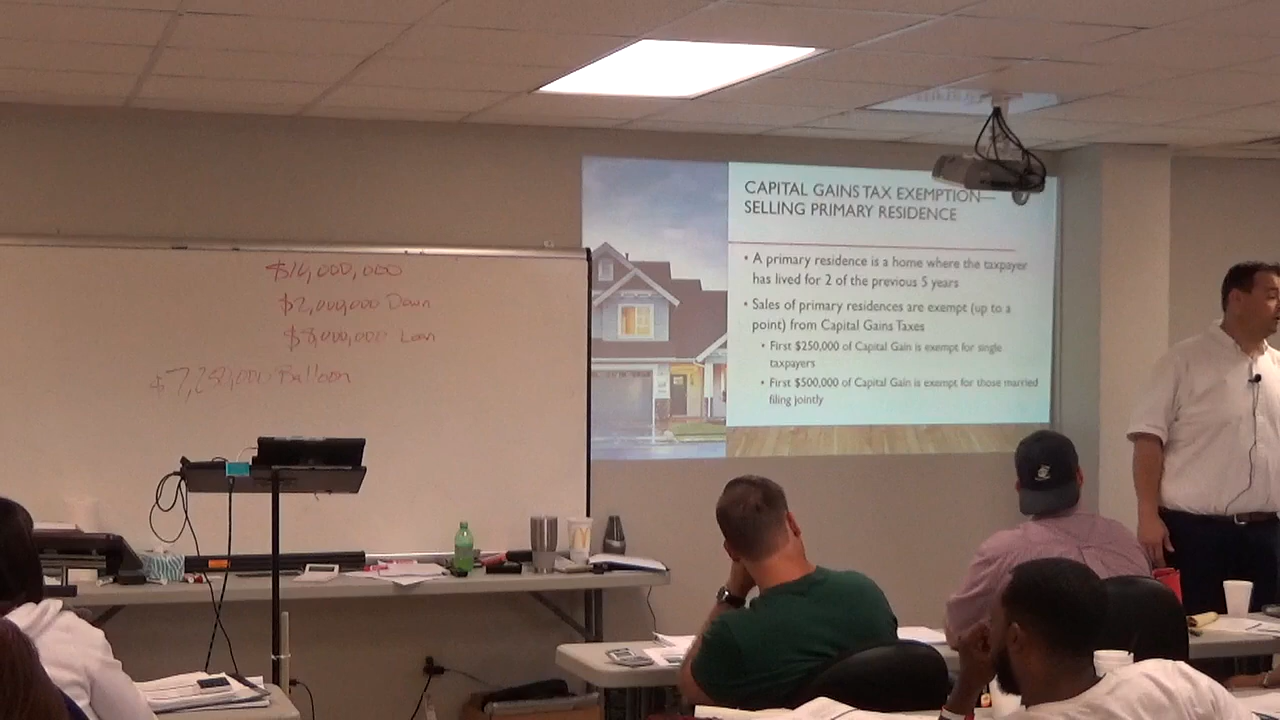 $10,000,000
$2,000,000 Down
$8,000,000 Loan
$7,250,000 Balloon
CAPITAL GAINS TAX EXEMPTION—
SELLING PRIMARY RESIDENCE
• A primary residence is a home where the taxpayer
has lived for 2 of the previous 5 years
• Sales of primary residences are exempt (up to a
point) from Capital Gains Taxes
• First $250,000 of Capital Gain is exempt for single
taxpayers
• First $500,000 of Capital Gain is exempt for those married
filing jointly